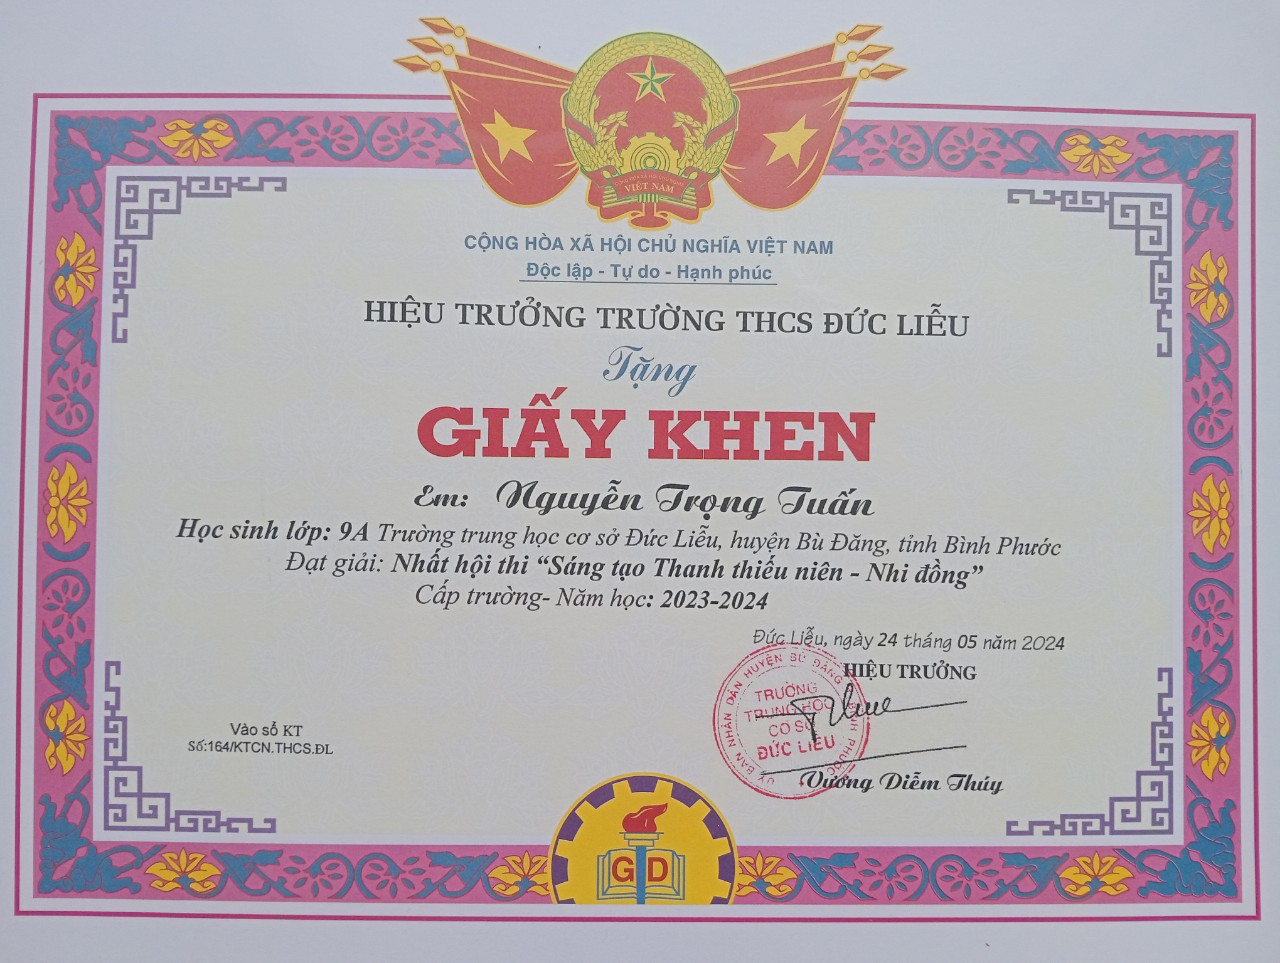 VIỆT NAM
CỘNG HÒA XÃ HỘI CHỦ NGHĨA VIỆT NAM
Độc lập - Tự do - Hạnh phúc
HIỆU TRƯỞNG TRƯỜNG THCS ĐỨC LIỄU
Tặng
GIẤY KHEN
Em: Nguyễn Trọng Tuấn
Học sinh lớp: 9A Trường trung học cơ sở Đức Liễu, huyện Bù Đăng, tỉnh Bình Phước
Đạt giải: Nhất hội thi “Sáng tạo Thanh thiếu niên - Nhi đồng”
Cấp trường- Năm học: 2023-2024
Đức Liễu, ngày 24 tháng 05 năm 2024
HIỆU TRƯỞNG
ỦY BAN NHÂN DÂN HUYỆN BÙ ĐĂNG BÌNH PHƯỚC
TRƯỜNG
TRUNG HỌC
CƠ SỞ
ĐỨC LIỄU
Vào sổ KT
Số:164/KTCN.THCS.ĐL
Vương Diễm Thúy
GD